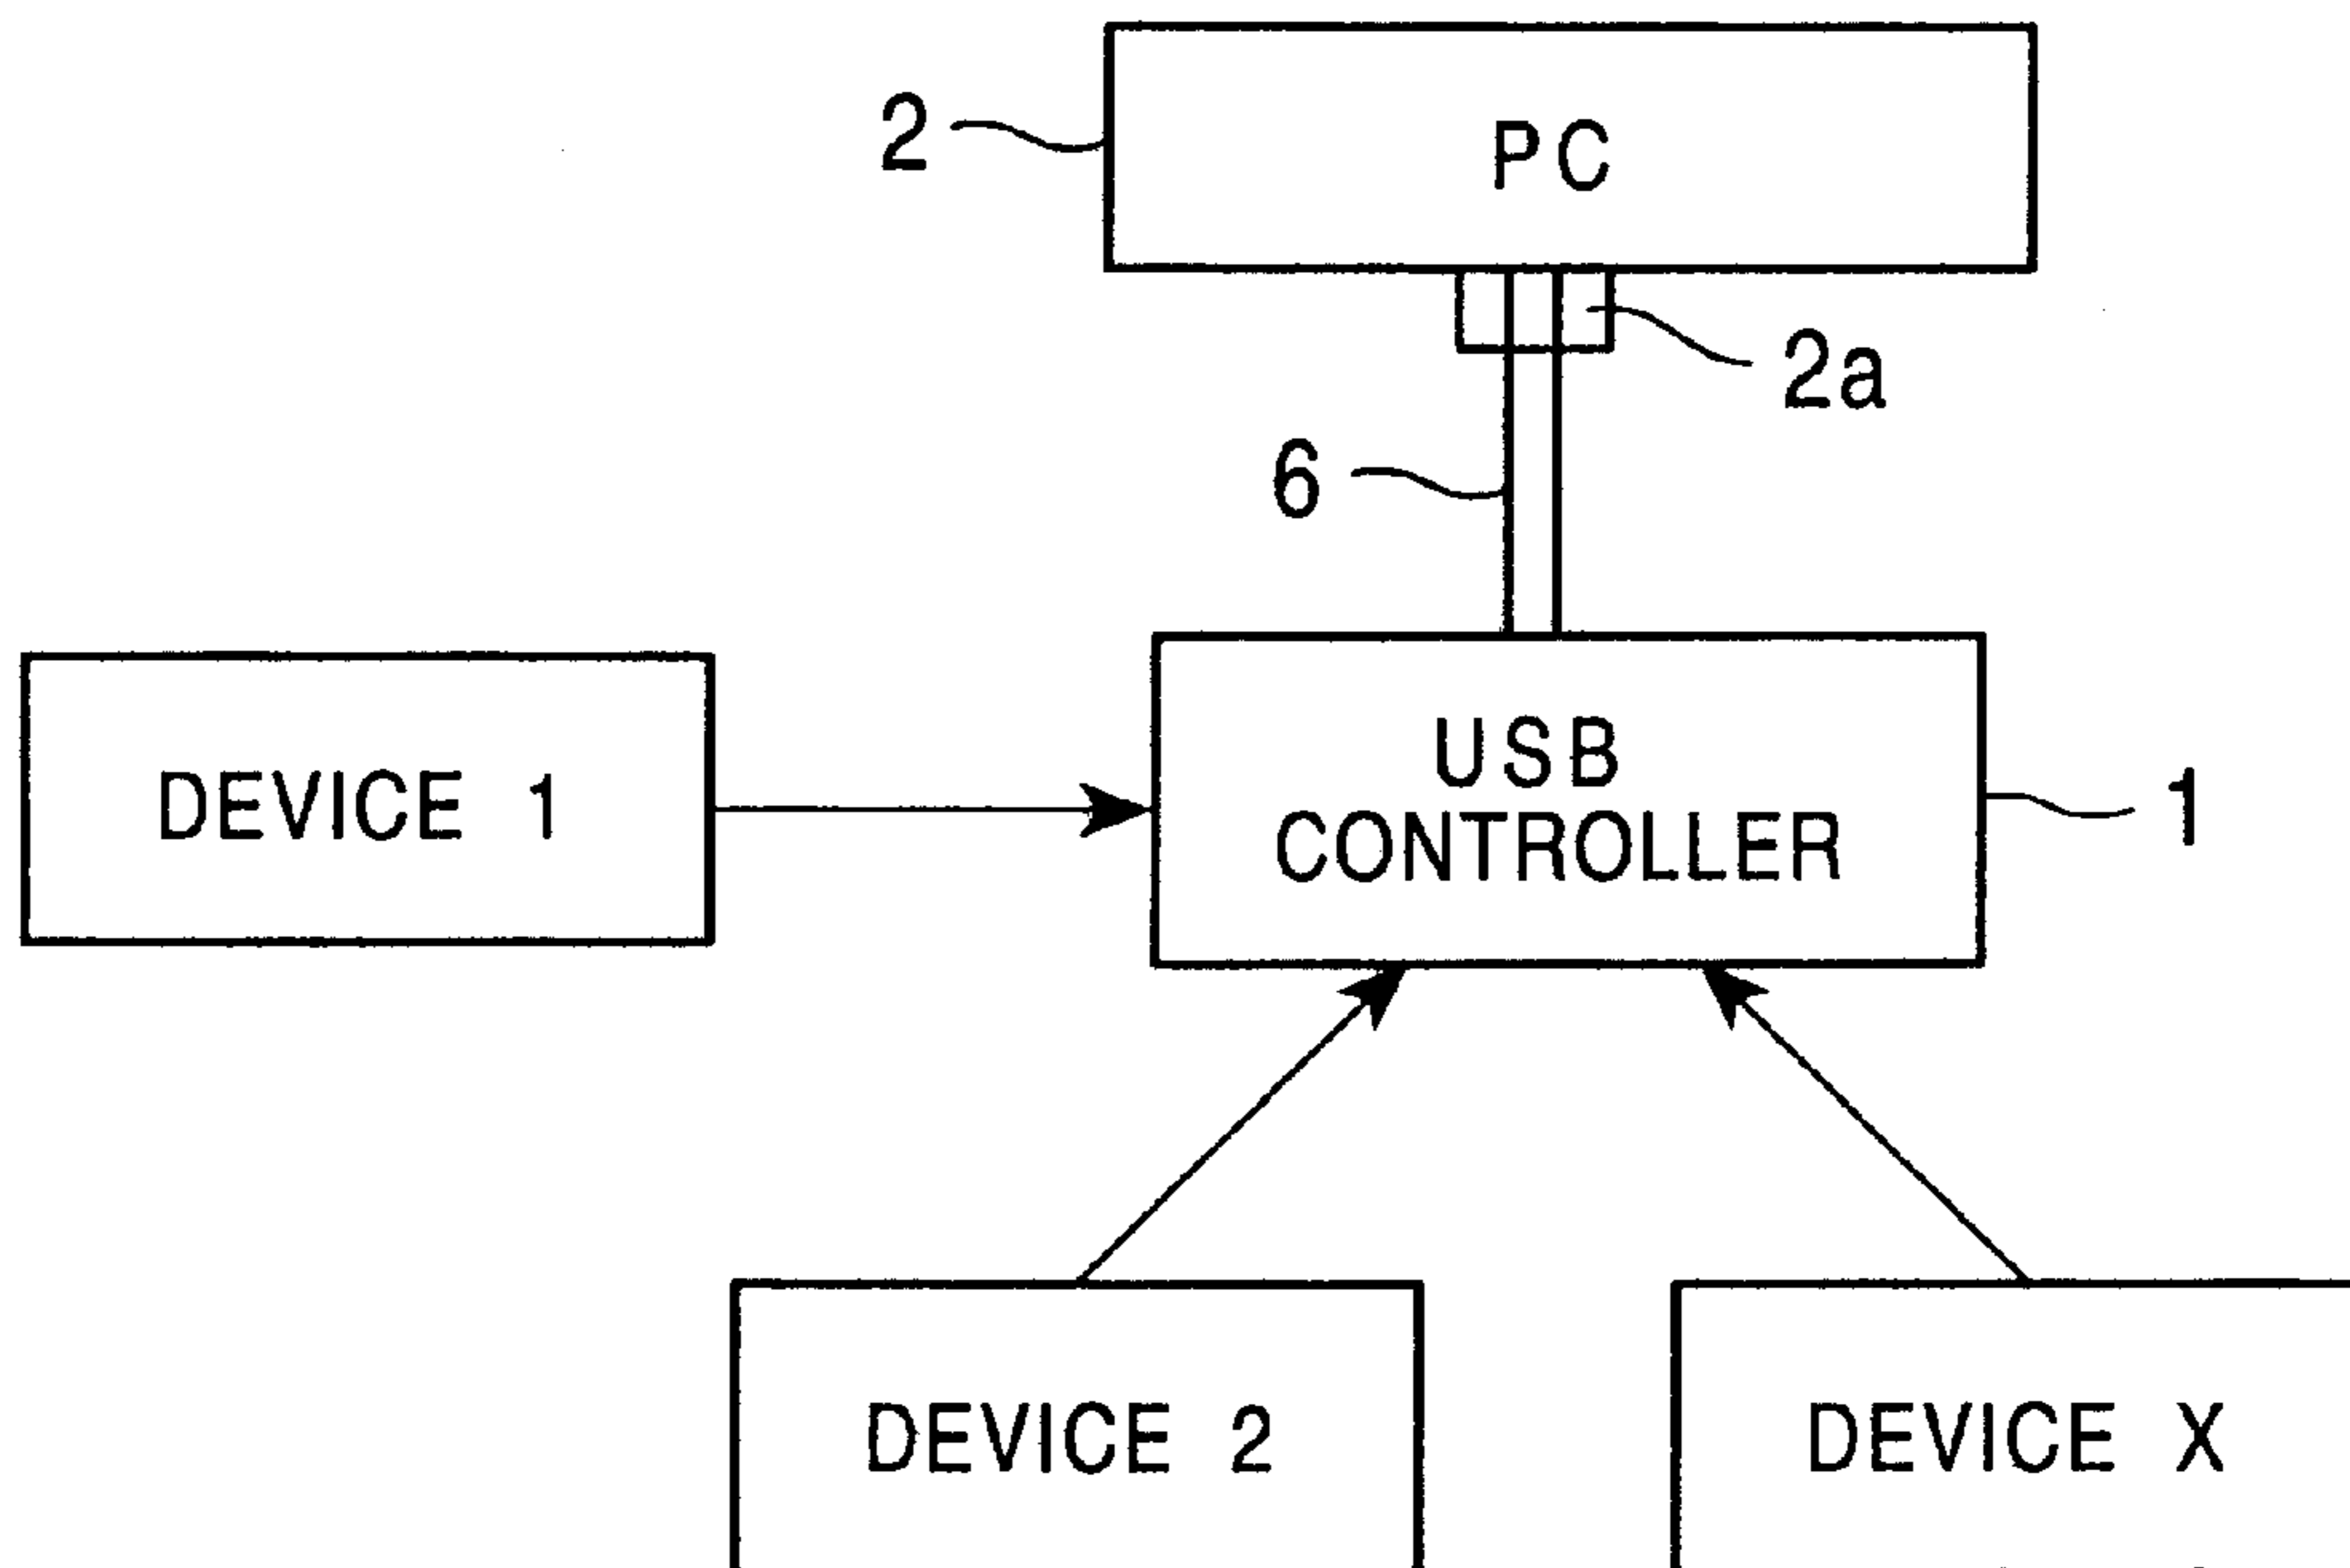 2
PC
2a
6
DEVICE 1
USB
CONTROLLER
1
DEVICE 2
DEVICE X